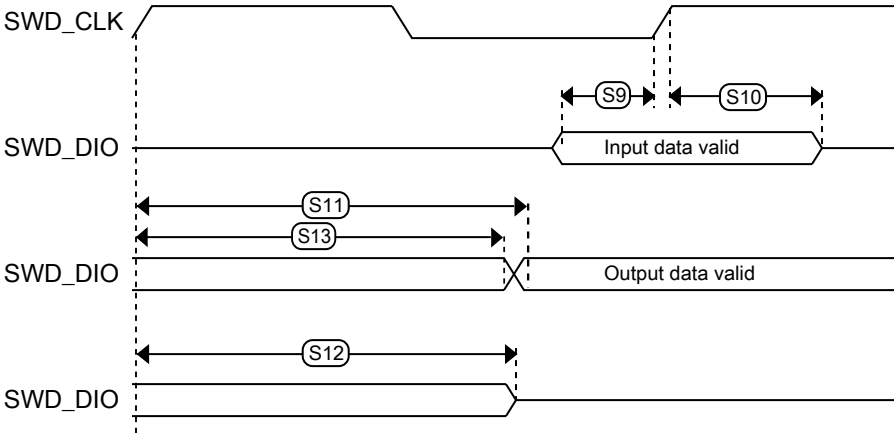 SWD_CLK
S9
S10
SWD_DIO
Input data valid
S11
S13
SWD_DIO
Output data valid
S12
SWD_DIO